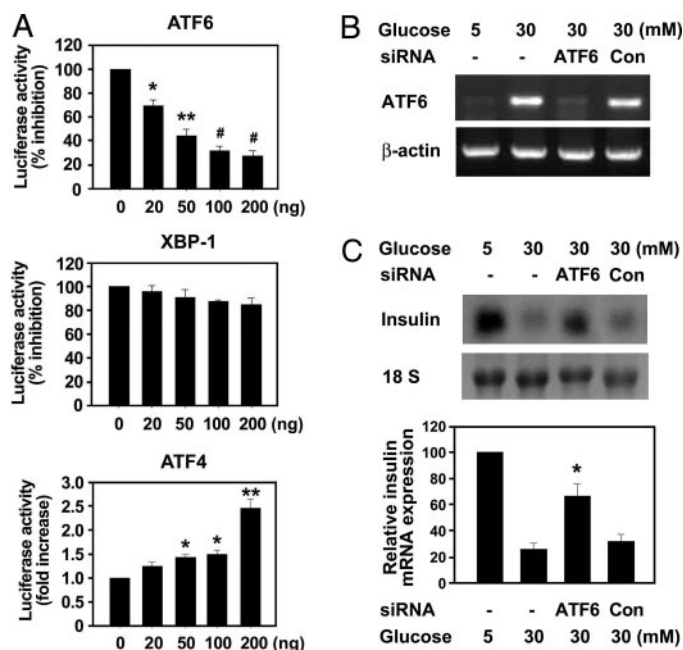 A
ATF6
Luciferase activity
(% inhibition)
120
100
80
60
40
20
0
*
**
#
#
0 20 50 100 200 (ng)
XBP-1
Luciferase activity
(% inhibition)
120
100
80
60
40
20
0
0 20 50 100 200 (ng)
ATF4
Luciferase activity
(fold increase)
3.0
2.5
2.0
1.5
1.0
0.5
0
*
*
**
0 20 50 100 200 (ng)
B
Glucose 5 30 30 30 (mM)
siRNA - - ATF6 Con
ATF6
β-actin
C
Glucose 5 30 30 30 (mM)
siRNA - - ATF6 Con
Insulin
18 S
Relative insulin
mRNA expression
120
100
80
60
40
20
0
*
siRNA - - ATF6 Con
Glucose 5 30 30 30 (mM)